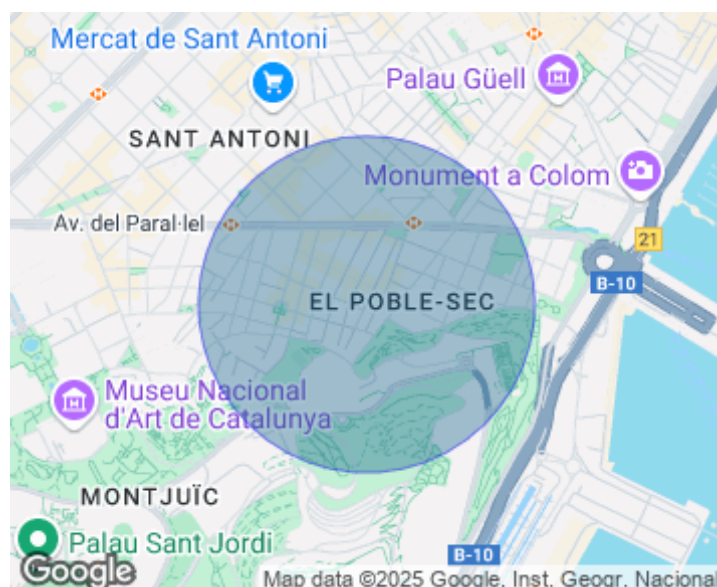 Mercat de Sant Antoni
Palau Güell
SANT ANTONI
Monument a Colom
Av. del Paral·lel
21
B-10
EL POBLE-SEC
Museu Nacional
d'Art de Catalunya
MONTJUÏC
Palau Sant Jordi
B-10
Google
Map data ©2025 Google, Inst. Geogr. Nacional